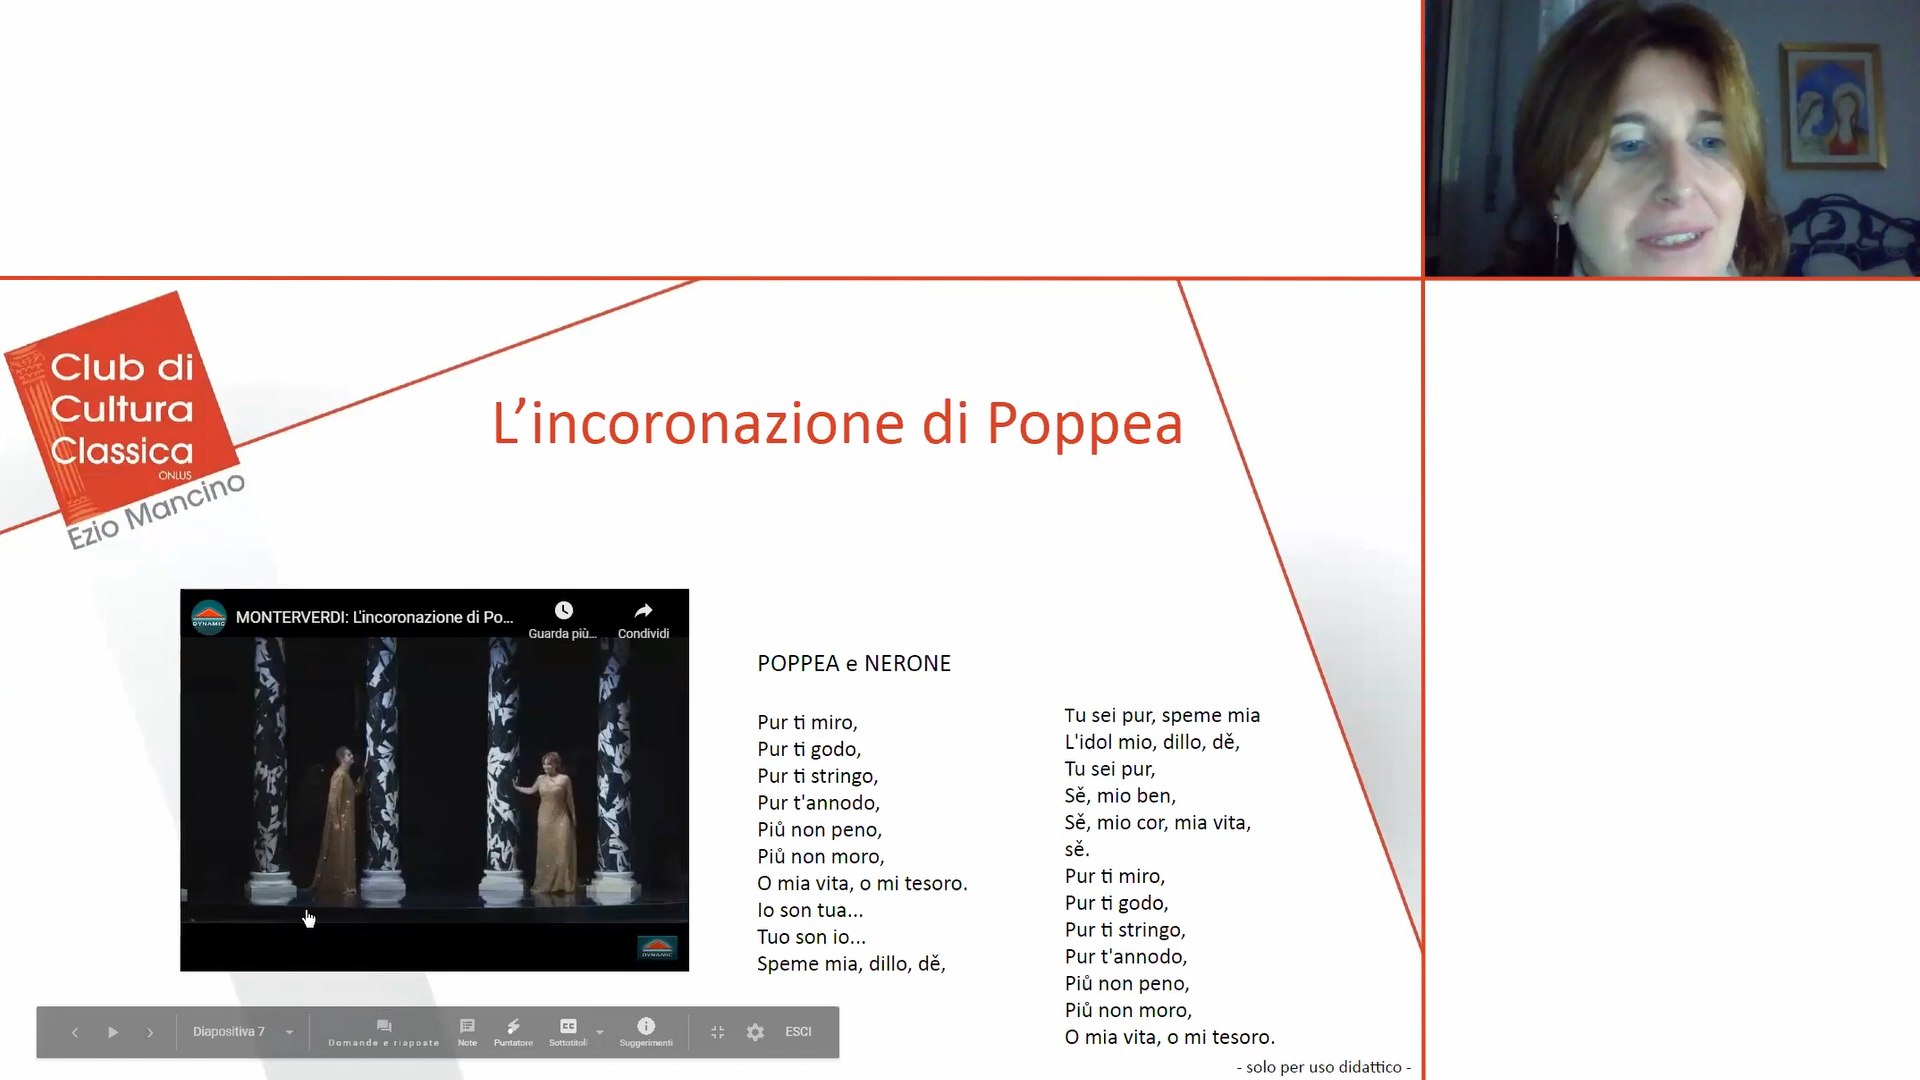 Club di
Cultura
Classica
ONLUS
Ezio Mancino
L'incoronazione di Poppea
DYNAMIC
MONTERVERDI: L'incoronazione di Po...
Guarda più...
Condividi
DYNAMIC
POPPEA e NERONE
Pur ti miro,
Pur ti godo,
Pur ti stringo,
Pur t'annodo,
Più non peno,
Più non moro,
O mia vita, o mi tesoro.
Io son tua...
Tuo son io...
Speme mia, dillo, dě,
Tu sei pur, speme mia
L'idol mio, dillo, dě,
Tu sei pur,
Sě, mio ben,
Sě, mio cor, mia vita,
sě.
Pur ti miro,
Pur ti godo,
Pur ti stringo,
Pur t'annodo,
Piů non peno,
Piů non moro,
O mia vita, o mi tesoro.
- solo per uso didattico -
Diapositiva 7
Domande e risposte
Note
Puntatore
Sottotitoli
Suggerimenti
ESCI